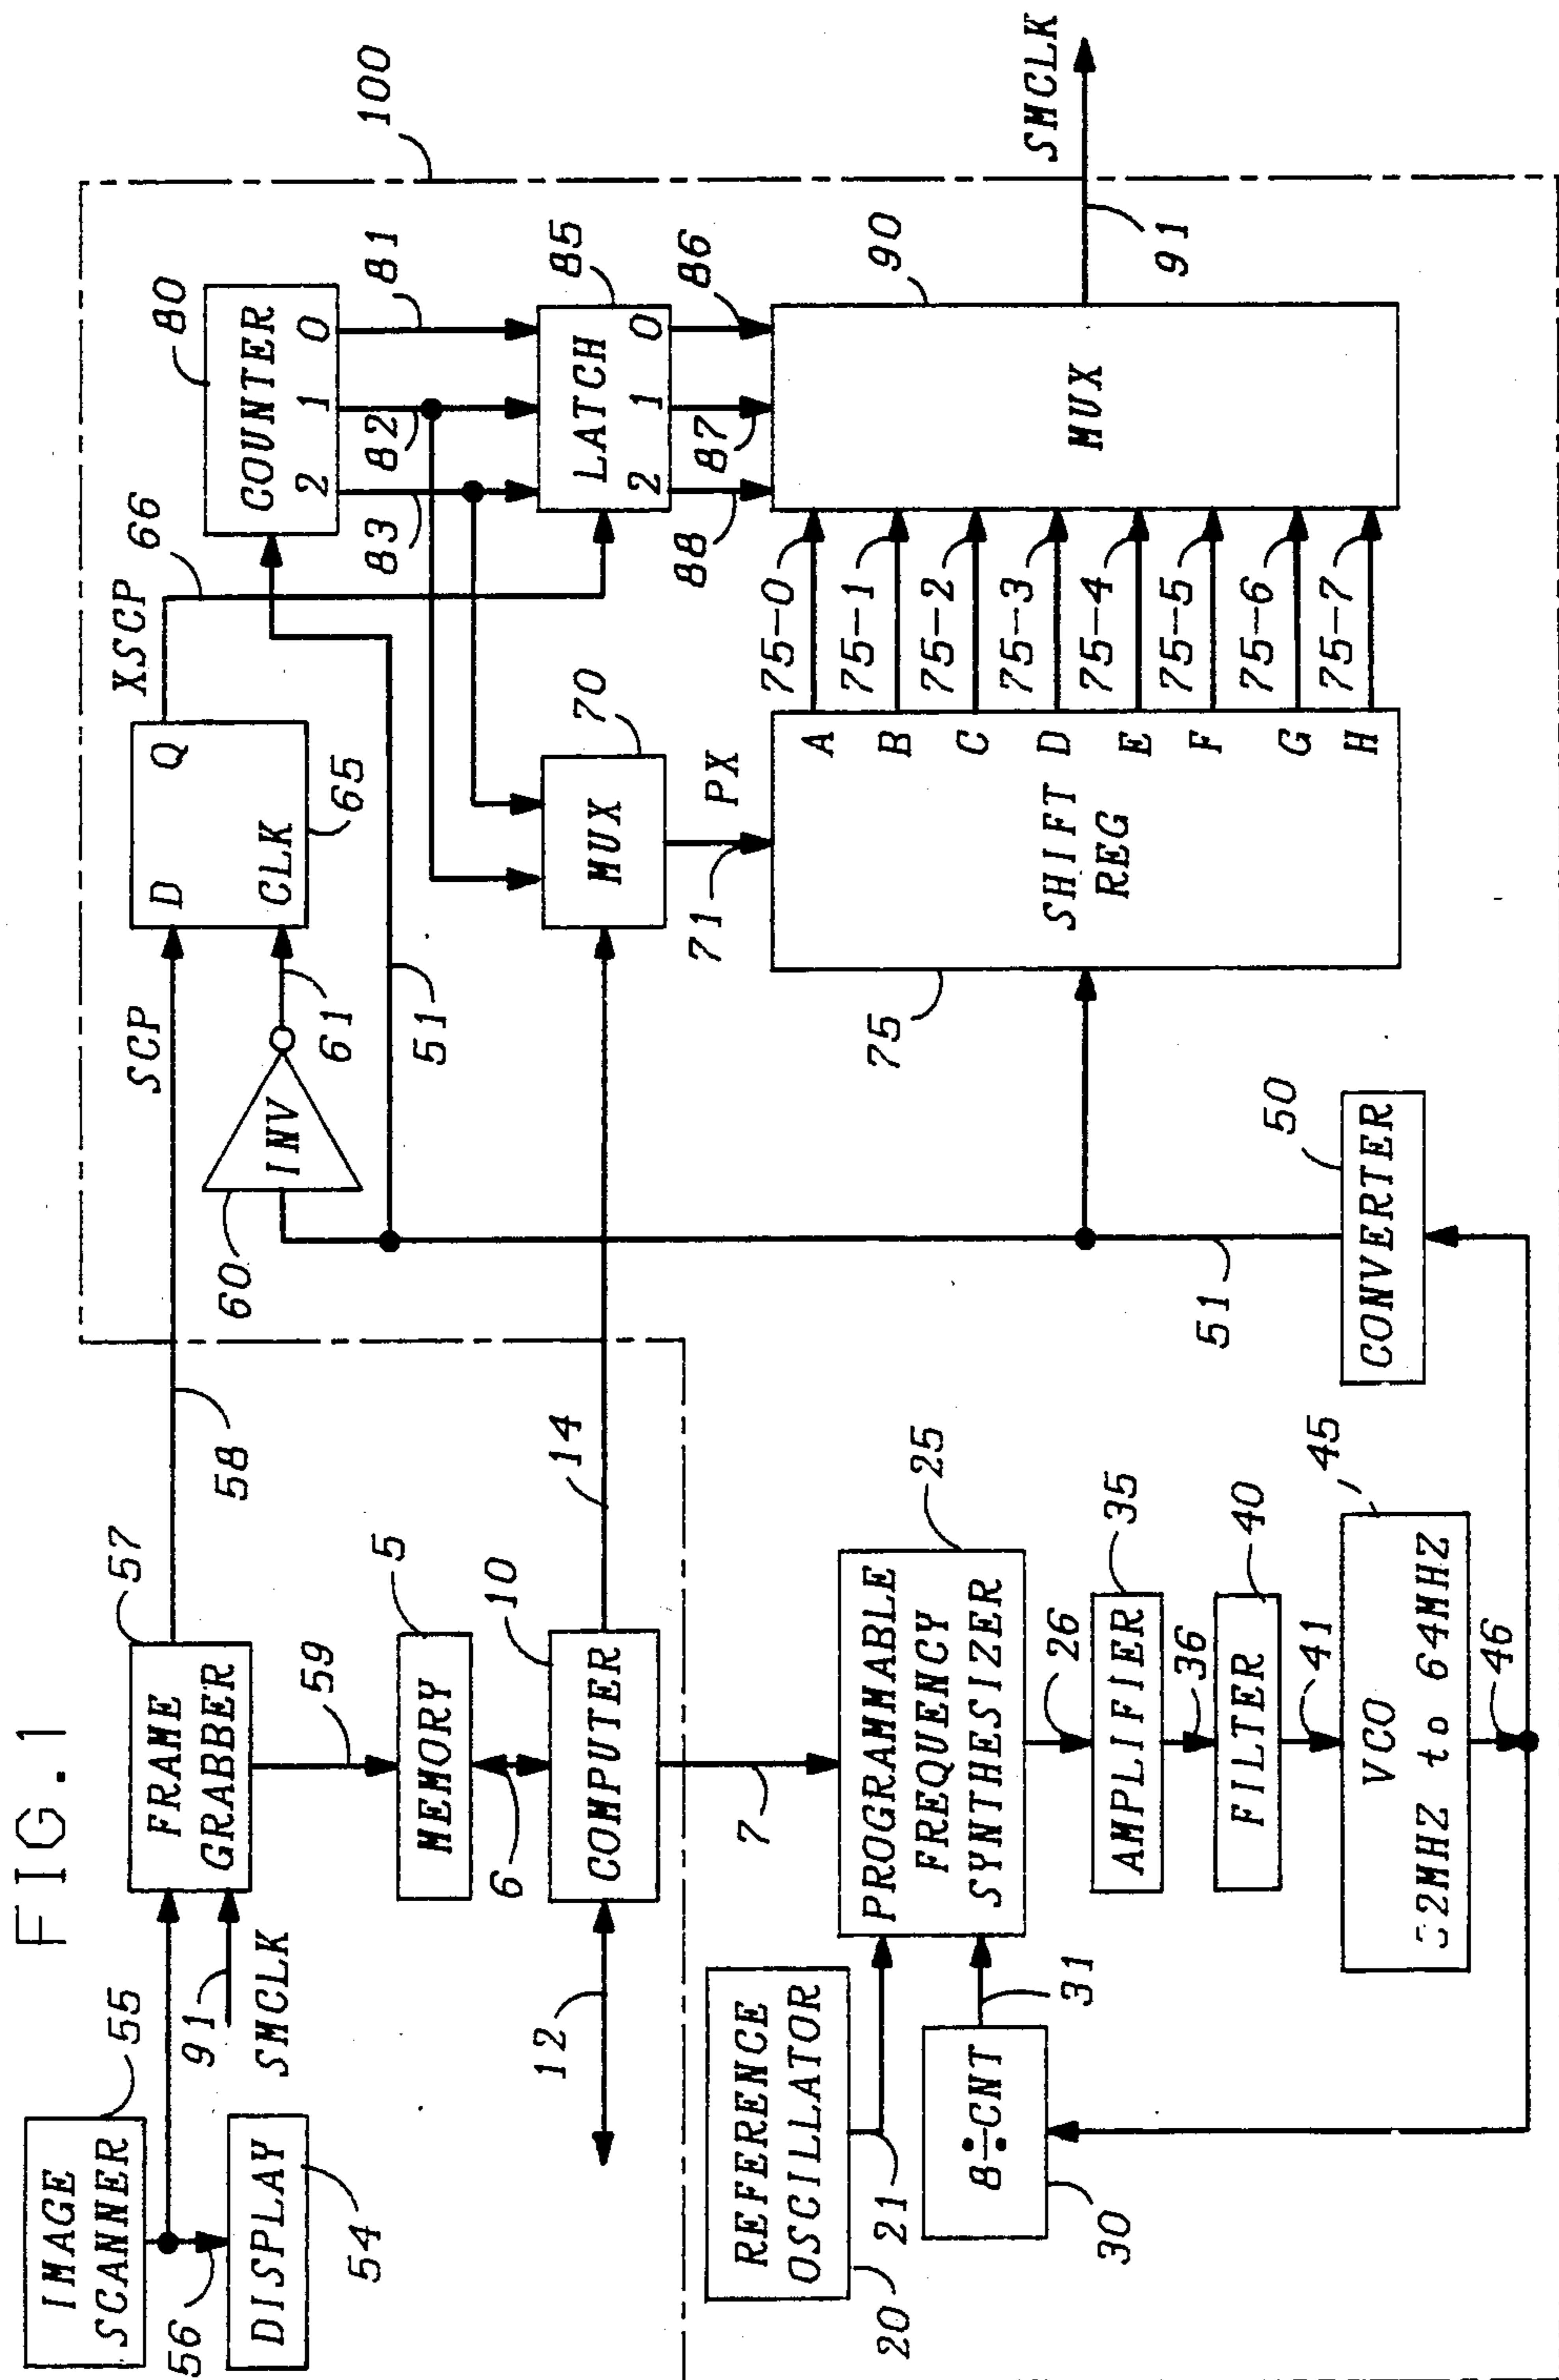 FIG.1
IMAGE
SCANNER
55
56
DISPLAY
54
91
SMCLK
FRAME
GRABBER
57
58
59
MEMORY
5
6
COMPUTER
10
12
14
7
SCP
INV
60
61
D
Q
CLK
65
XSCP
66
COUNTER
2
1
0
80
81
82
83
51
100
LATCH
2
1
0
85
86
87
88
MUX
70
71
PX
SHIFT
REG
75
A
B
C
D
E
F
G
H
75-0
75-1
75-2
75-3
75-4
75-5
75-6
75-7
MUX
90
91
SMCLK
REFERENCE
OSCILLATOR
20
21
8÷CNT
30
31
PROGRAMMABLE
FREQUENCY
SYNTHESIZER
25
26
AMPLIFIER
35
36
FILTER
40
41
VCO
32MHZ to 64MHZ
45
46
CONVERTER
50
51